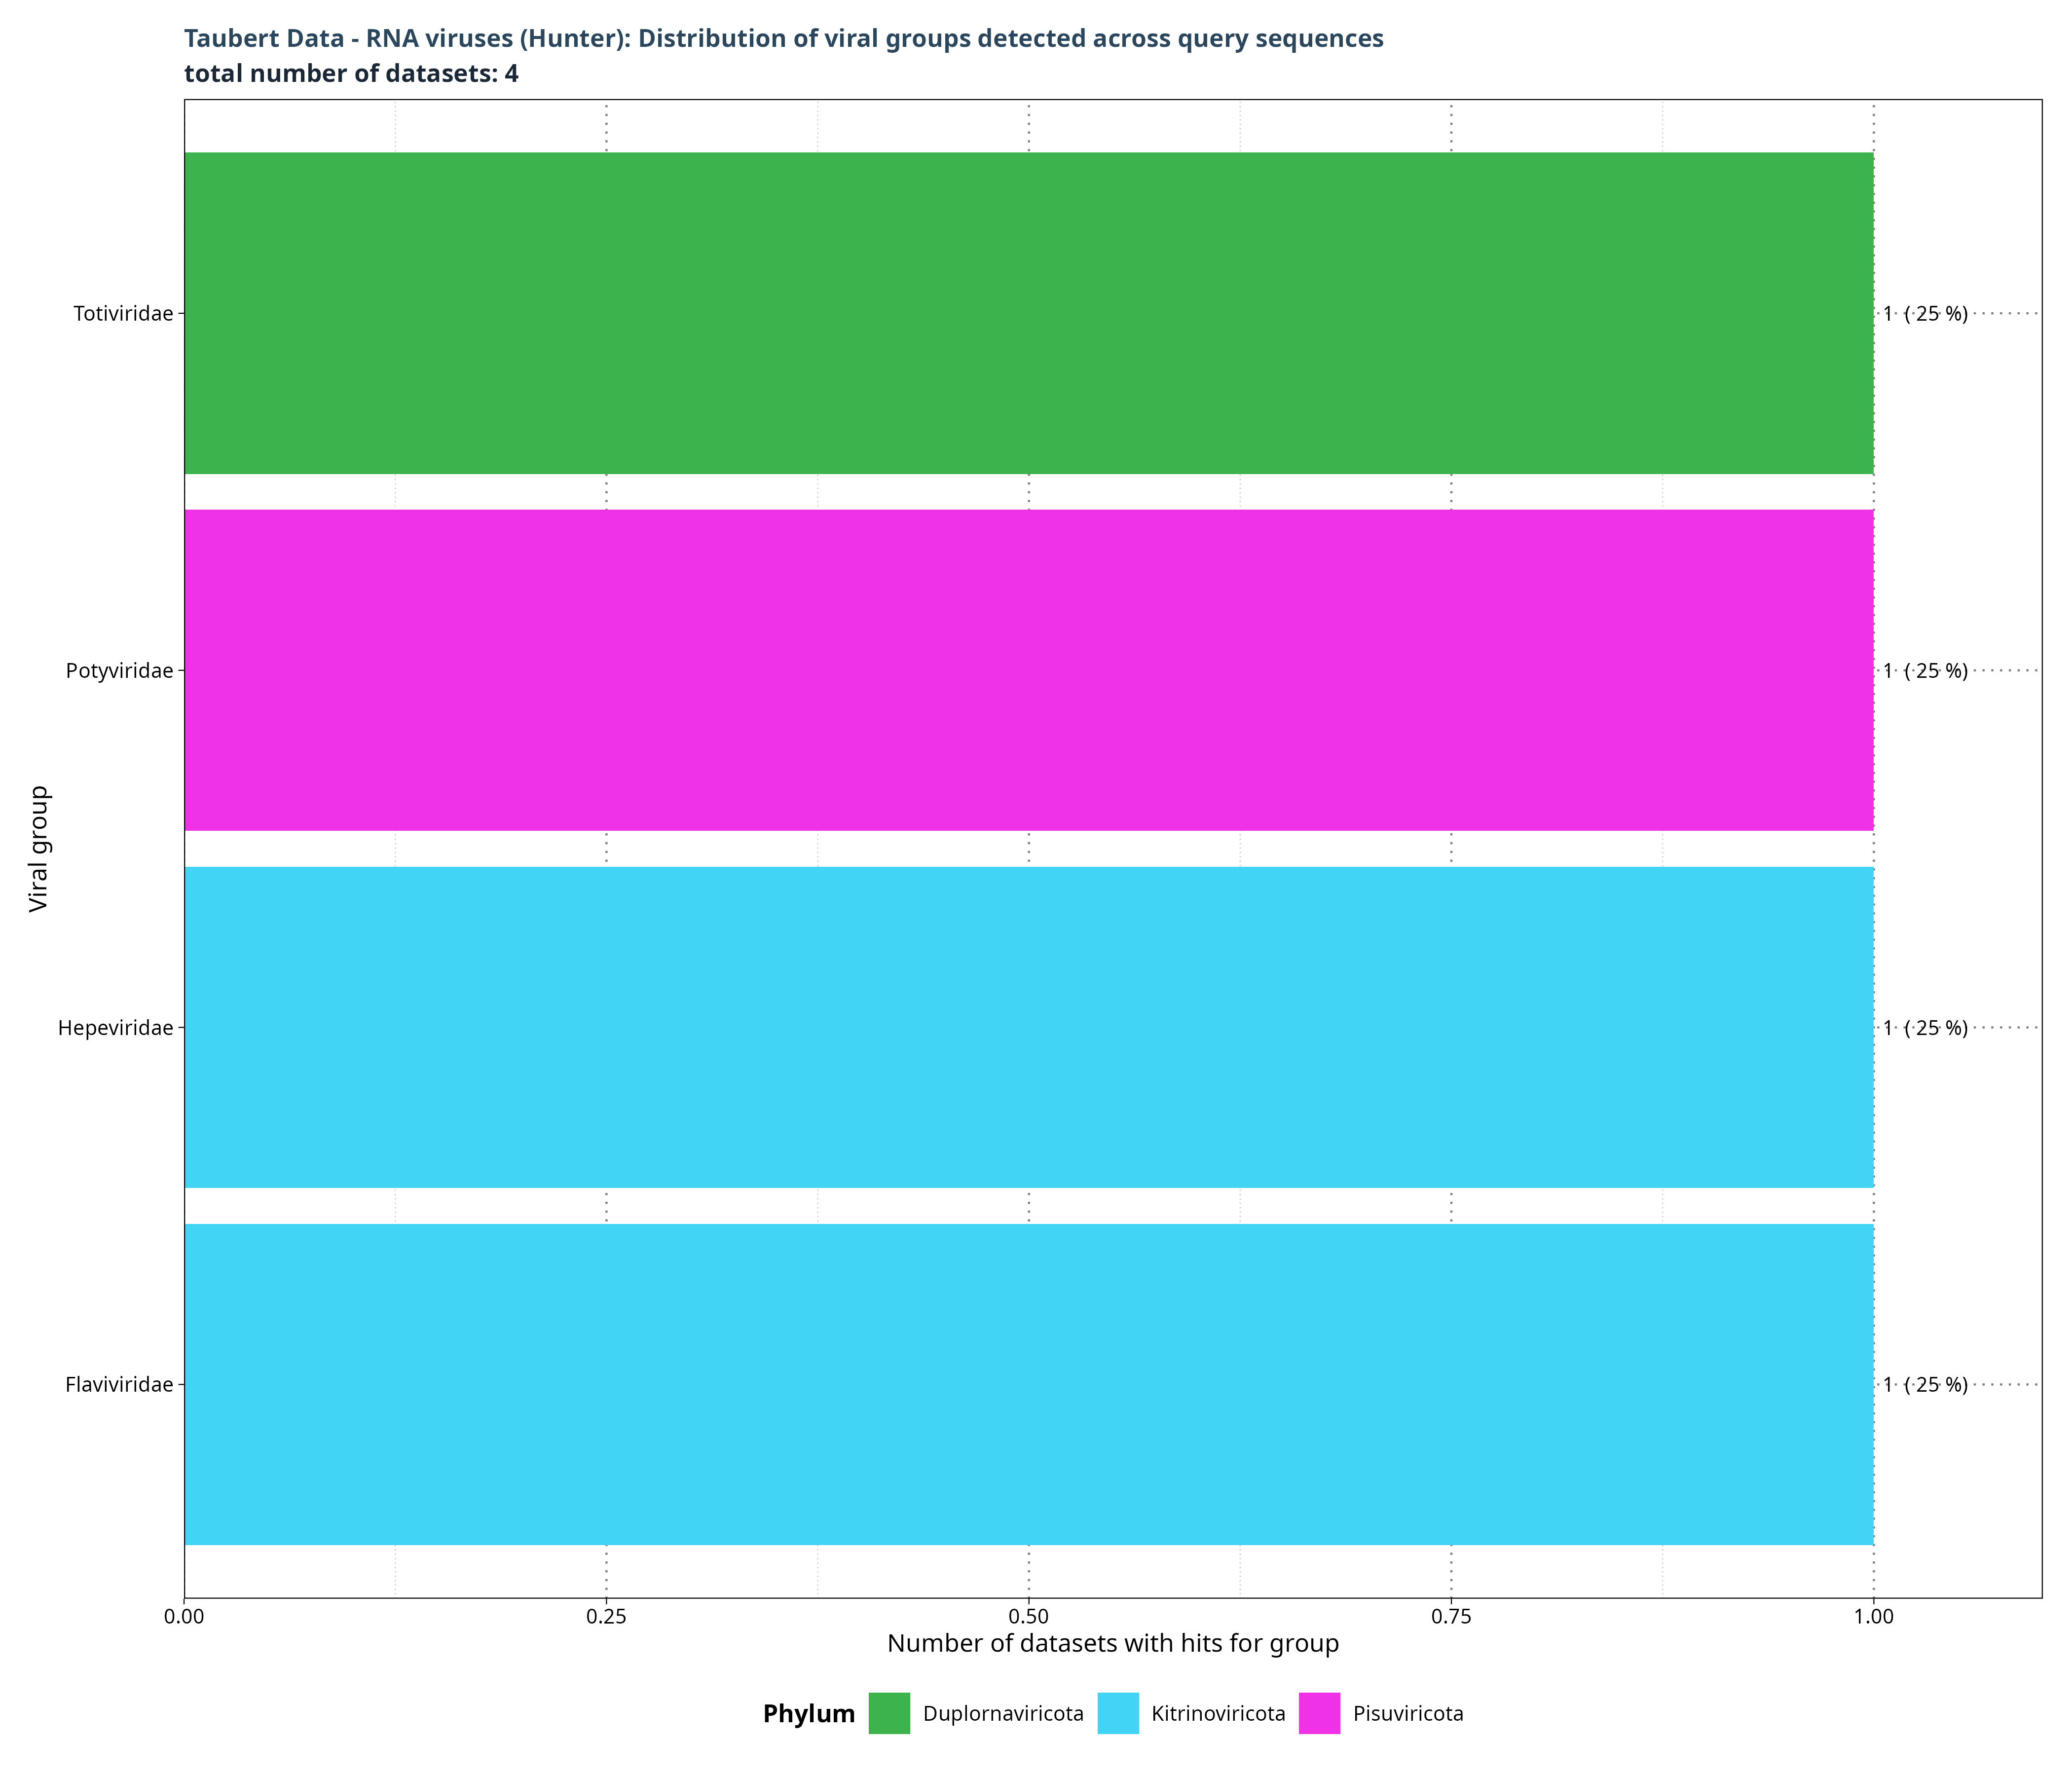 Taubert Data - RNA viruses (Hunter): Distribution of viral groups detected across query sequences
total number of datasets: 4
Viral group
Totiviridae
1 ( 25 %)
Potyviridae
1 ( 25 %)
Hepeviridae
1 ( 25 %)
Flaviviridae
1 ( 25 %)
0.00 0.25 0.50 0.75 1.00
Number of datasets with hits for group
Phylum Duplornaviricota Kitrinoviricota Pisuviricota